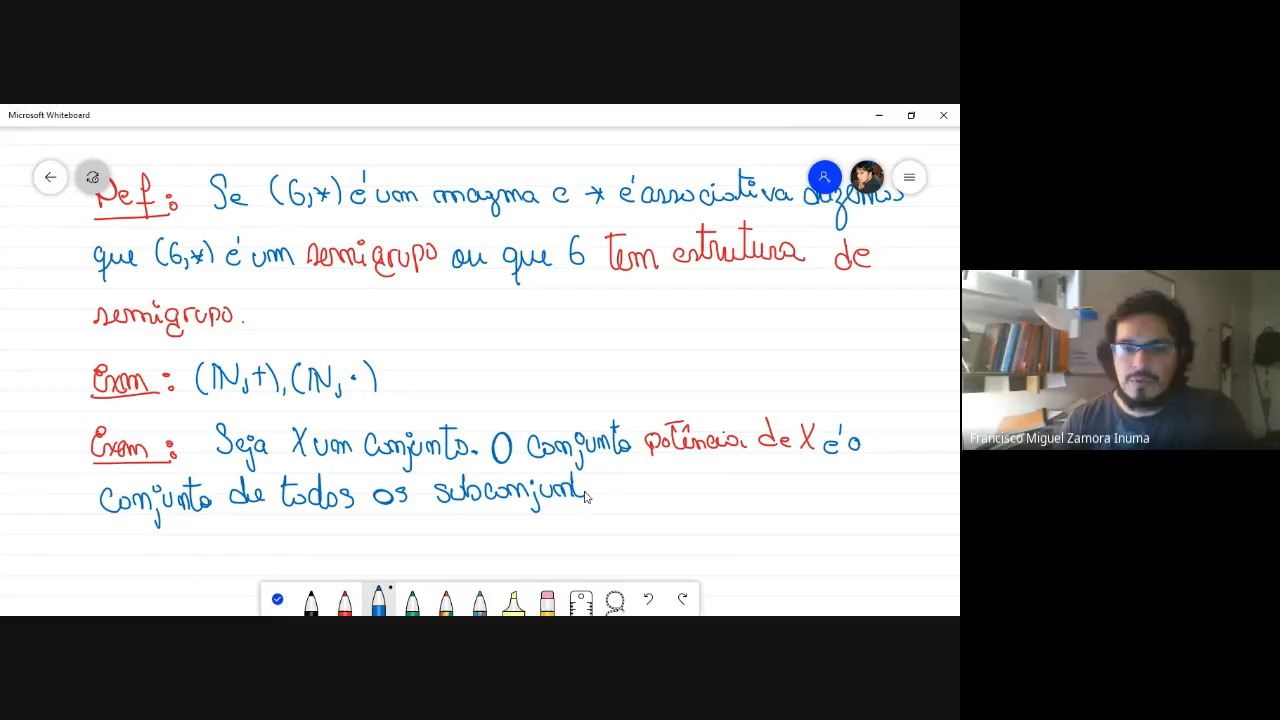 Microsoft Whiteboard
Def: Se (G,*) é um magma e * é associativa dizemos
que (G,*) é um semigrupo ou que G tem estrutura de
semigrupo.
Exem: (ℕ,+),(ℕ,·)
Exem: Seja X um conjunto. O conjunto potência de X é o
conjunto de todos os subconjunt
Francisco Miguel Zamora Inuma